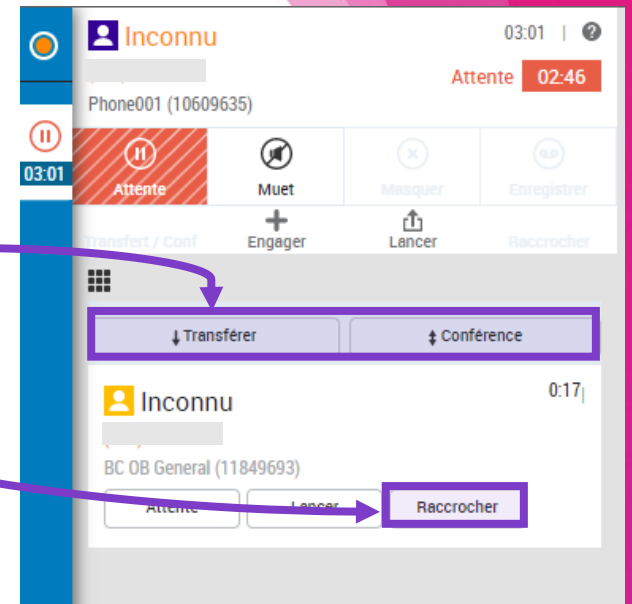 Inconnu 03:01 |
Attente 02:46
Phone001 (10609635)
03:01
Attente Muet Masquer Enregistrer
Transfert / Conf Engager Lancer Raccrocher
Transférer Conférence
Inconnu 0:17
BC OB General (11849693)
Attente Lancer Raccrocher